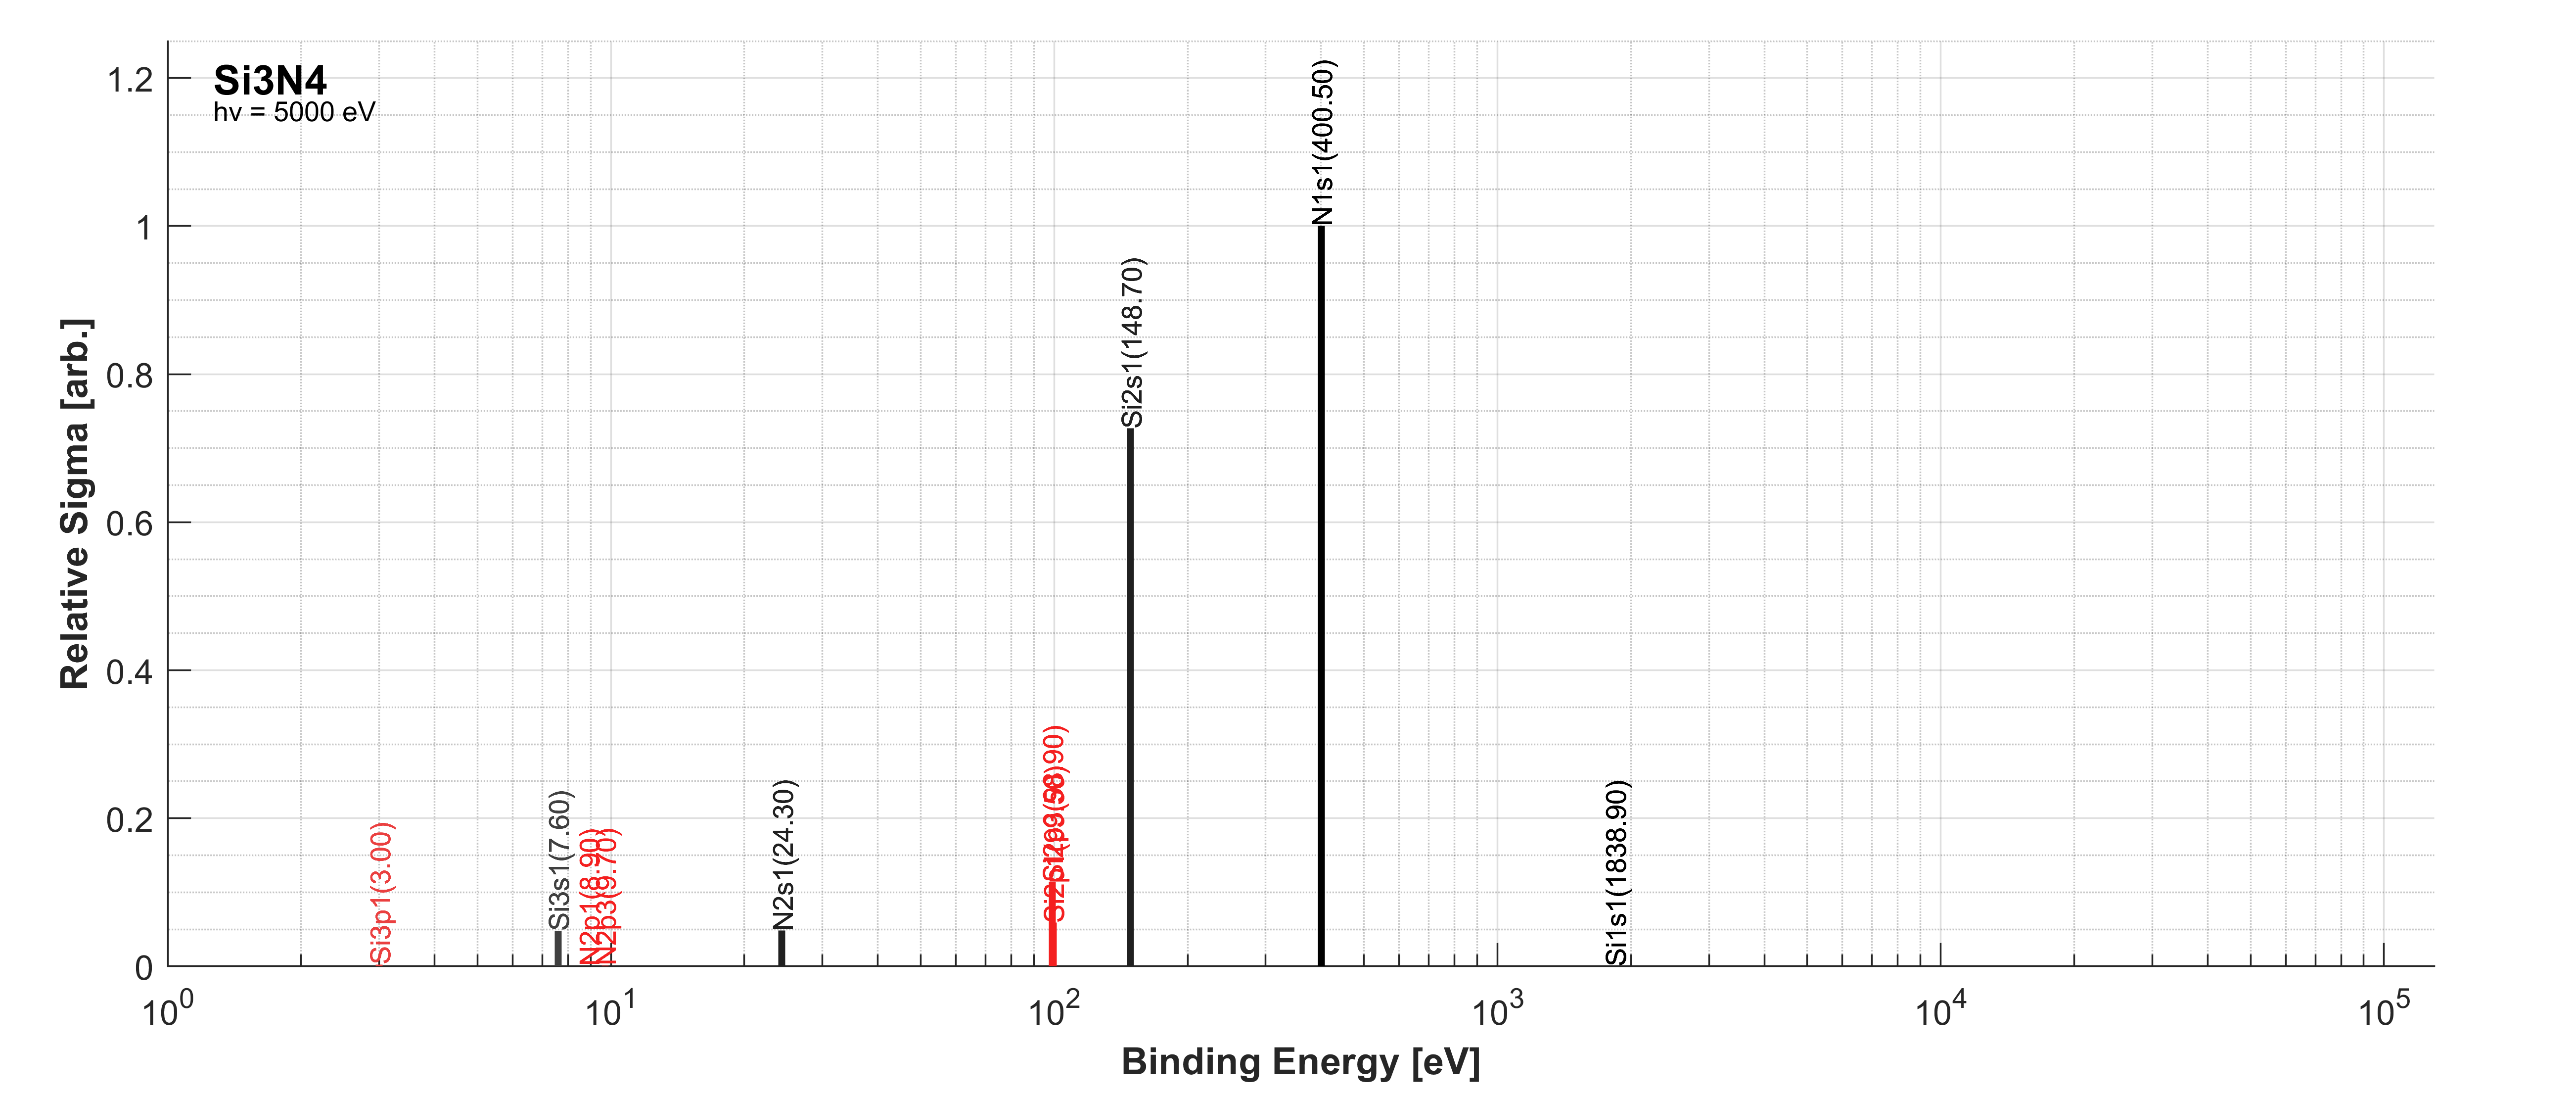 Si3N4
hv = 5000 eV
Relative Sigma [arb.]
1.2
1
0.8
0.6
0.4
0.2
0
Si3p1(3.00)
Si3s1(7.60)
N2p1(8.90)
N2p3(9.70)
N2s1(24.30)
Si2s1(148.70)
N1s1(400.50)
Si1s1(1838.90)
10^0
10^1
10^2
10^3
10^4
10^5
Binding Energy [eV]